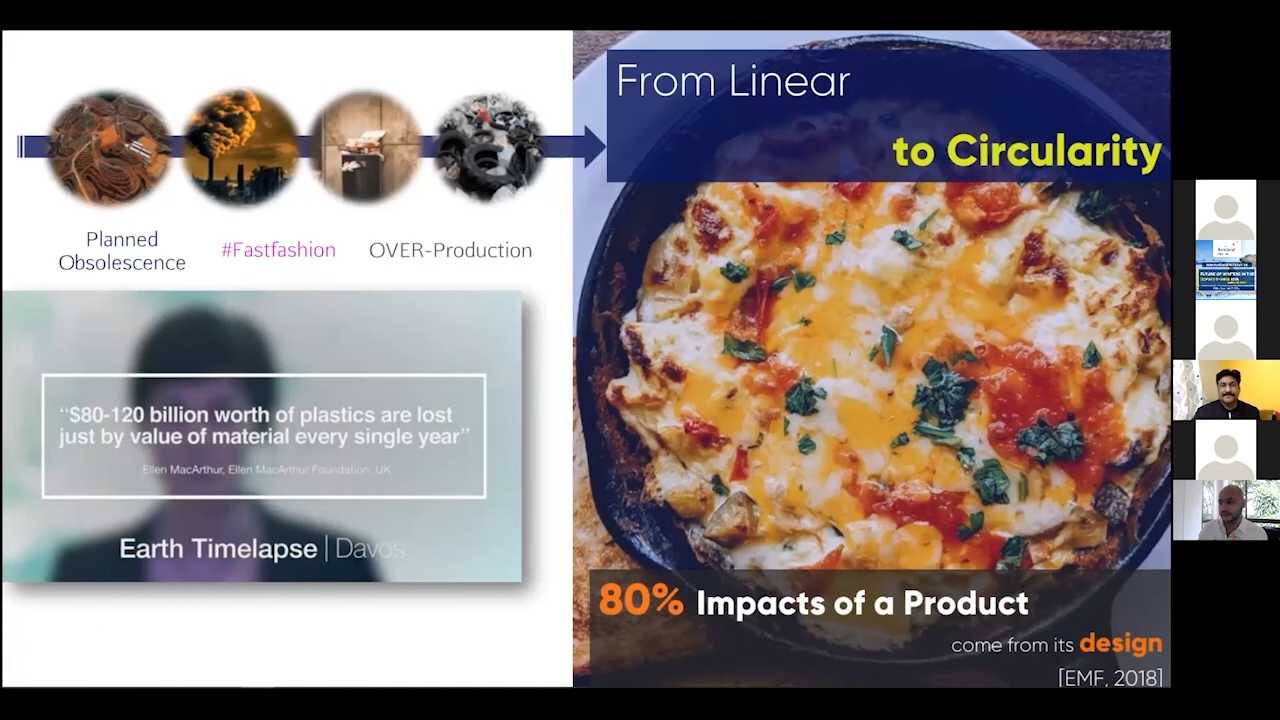 From Linear
to Circularity
Planned
Obsolescence
#Fastfashion
OVER-Production
“$80-120 billion worth of plastics are lost
just by value of material every single year”
Ellen MacArthur, Ellen MacArthur Foundation, UK
Earth Timelapse | Davos
80% Impacts of a Product
come from its design
[EMF, 2018]